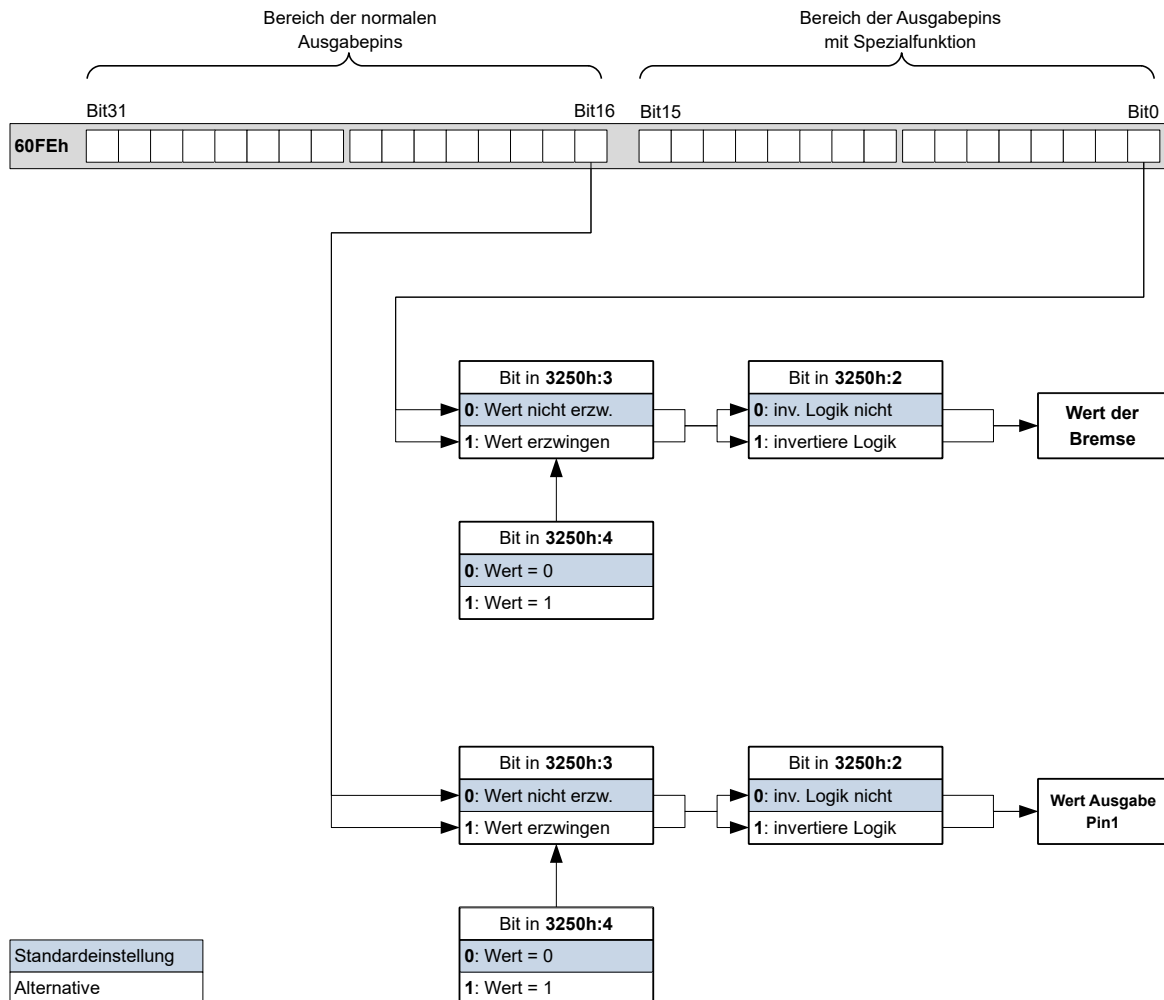 Bereich der normalen
Ausgabepins
Bereich der Ausgabepins
mit Spezialfunktion
Bit31
Bit16
Bit15
Bit0
60FEh
Bit in 3250h:3
0: Wert nicht erzw.
1: Wert erzwingen
Bit in 3250h:2
0: inv. Logik nicht
1: invertiere Logik
Wert der
Bremse
Bit in 3250h:4
0: Wert = 0
1: Wert = 1
Bit in 3250h:3
0: Wert nicht erzw.
1: Wert erzwingen
Bit in 3250h:2
0: inv. Logik nicht
1: invertiere Logik
Wert Ausgabe
Pin1
Bit in 3250h:4
0: Wert = 0
1: Wert = 1
Standardeinstellung
Alternative